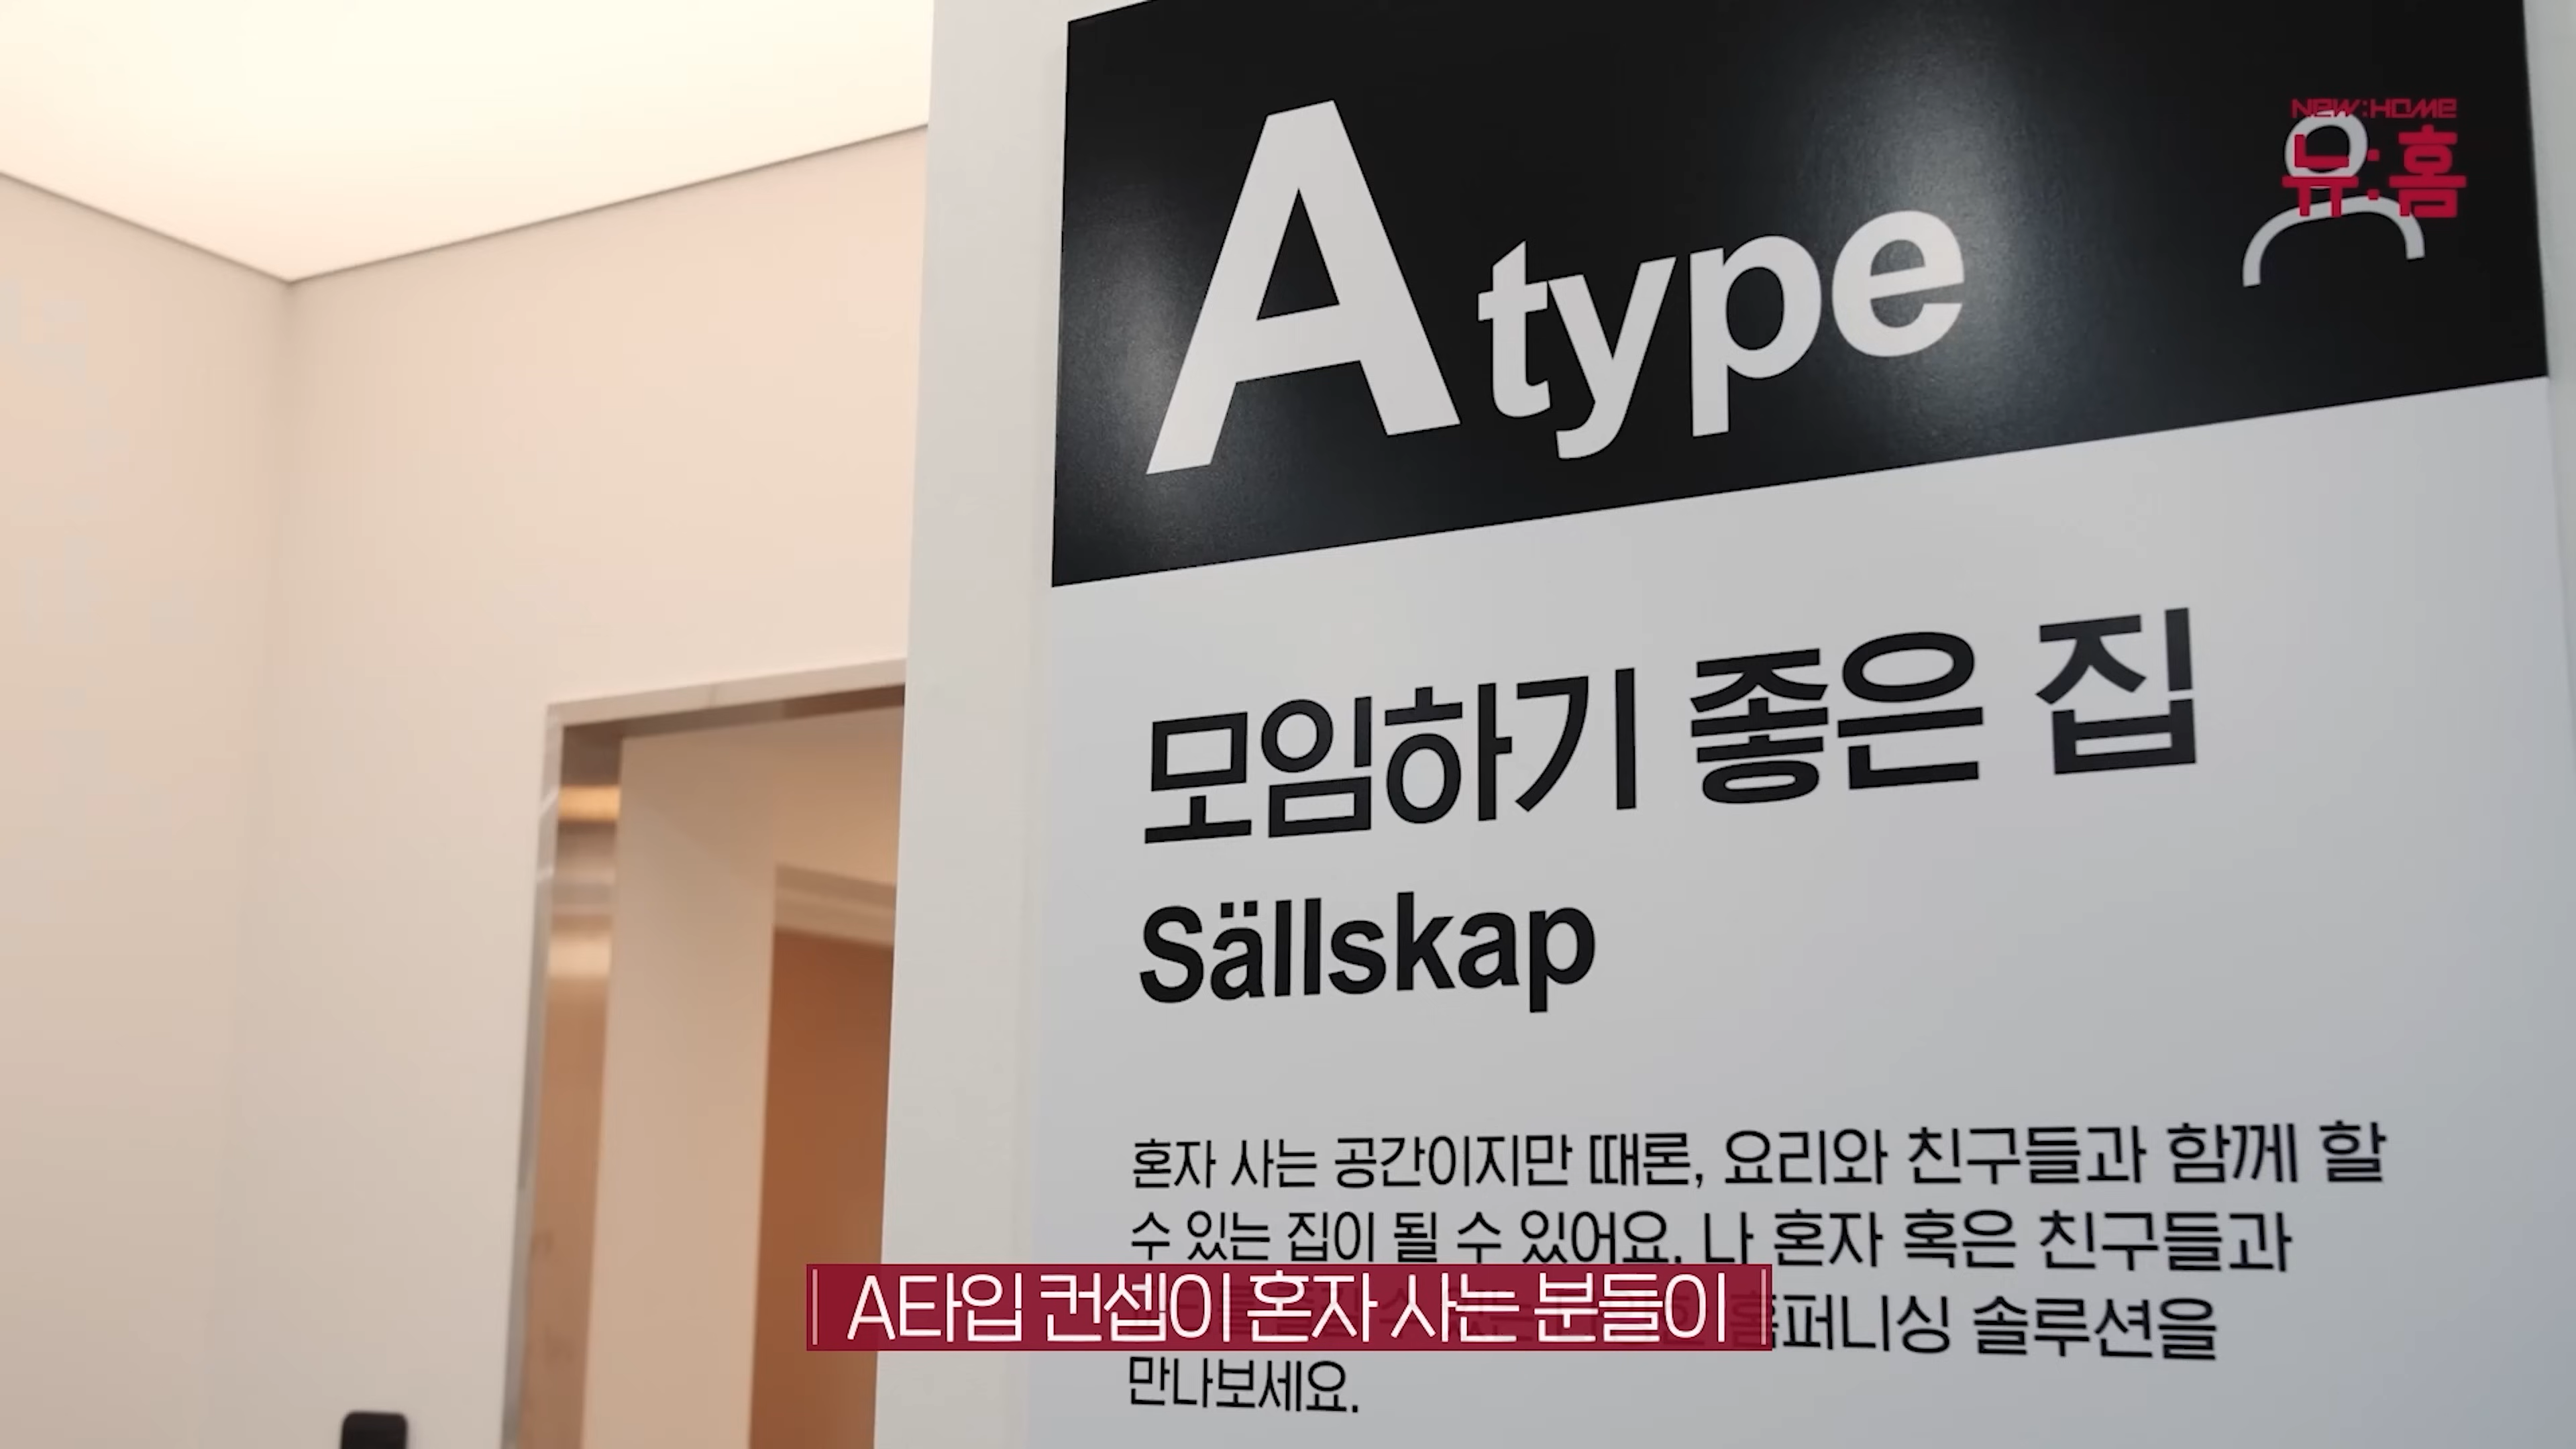 A type
NEW:HOME
뉴:홈
모임하기 좋은 집
Sällskap
혼자 사는 공간이지만 때론, 요리와 친구들과 함께 할
수 있는 집이 될 수 있어요. 나 혼자 혹은 친구들과
홈퍼니싱 솔루션을
만나보세요.
A타입 컨셉이 혼자 사는 분들이